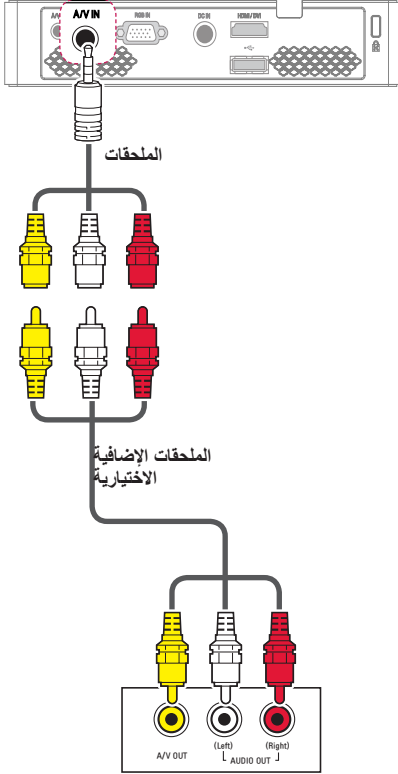 A/V IN
RGB IN
DC IN
HDMI/DVI
الملحقات
الملحقات الإضافية
الاختيارية
A/V OUT
(Left)
(Right)
AUDIO OUT